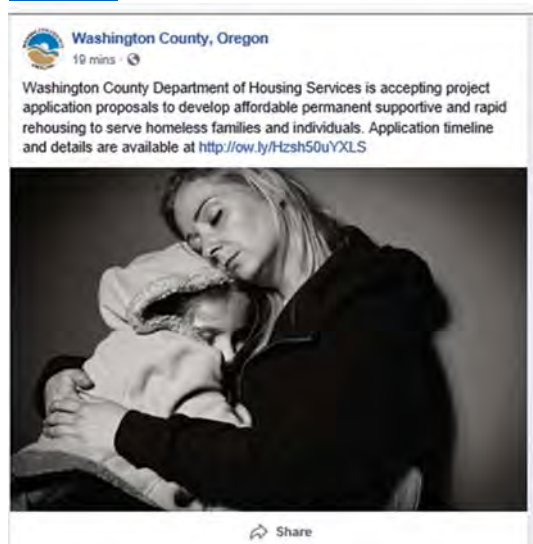 Washington County, Oregon
19 mins ·
Washington County Department of Housing Services is accepting project
application proposals to develop affordable permanent supportive and rapid
rehousing to serve homeless families and individuals. Application timeline
and details are available at http://ow.ly/Hzsh50uYXLS
Share